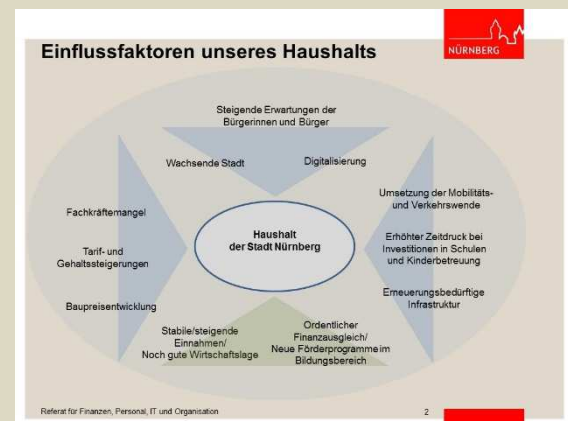 Einflussfaktoren unseres Haushalts
NÜRNBERG
Steigende Erwartungen der
Bürgerinnen und Bürger
Wachsende Stadt
Digitalisierung
Fachkräftemangel
Tarif- und
Gehaltssteigerungen
Baupreisentwicklung
Haushalt
der Stadt Nürnberg
Umsetzung der Mobilitäts-
und Verkehrswende
Erhöhter Zeitdruck bei
Investitionen in Schulen
und Kinderbetreuung
Erneuerungsbedürftige
Infrastruktur
Stabile/steigende
Einnahmen/
Noch gute Wirtschaftslage
Ordentlicher
Finanzausgleich/
Neue Förderprogramme im
Bildungsbereich
Referat für Finanzen, Personal, IT und Organisation
2